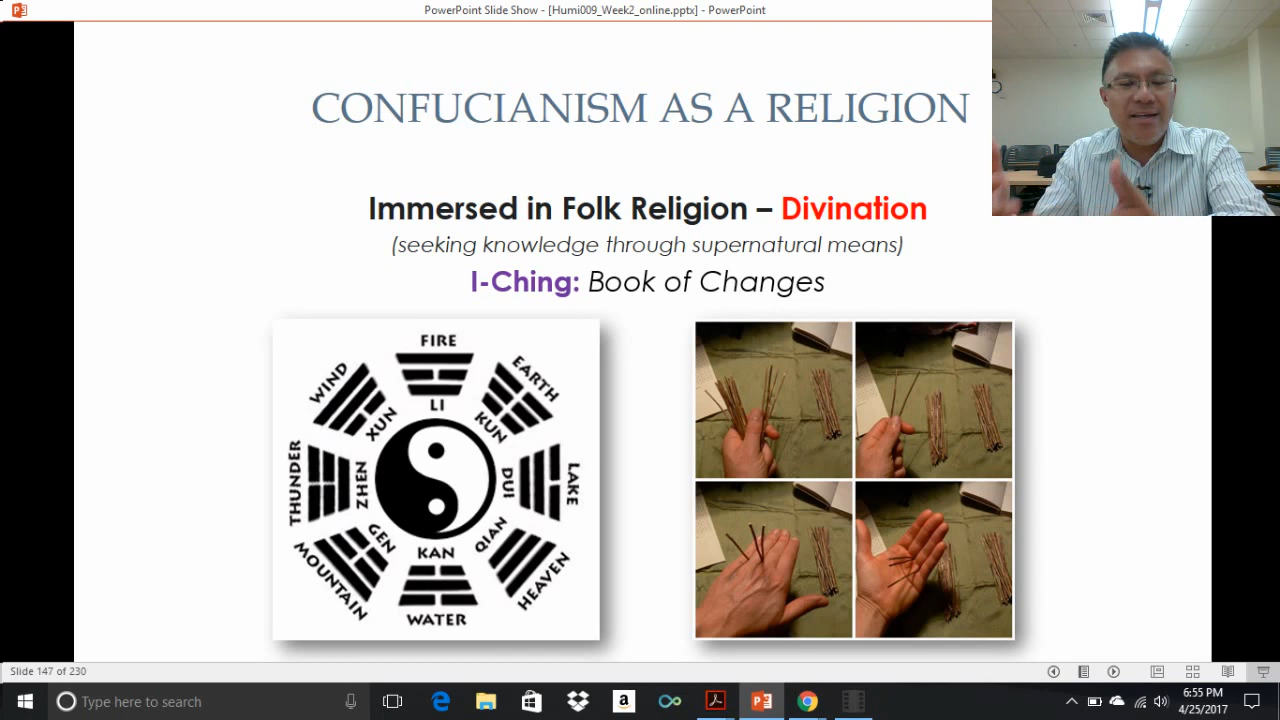 PowerPoint Slide Show - [Humi009_Week2_online.pptx] - PowerPoint
CONFUCIANISM AS A RELIGION
Immersed in Folk Religion – Divination
(seeking knowledge through supernatural means)
I-Ching: Book of Changes
FIRE
LI
EARTH
KUN
LAKE
DUI
HEAVEN
QIAN
WATER
KAN
MOUNTAIN
GEN
THUNDER
ZHEN
WIND
XUN
Slide 147 of 230
Type here to search
6:55 PM
4/25/2017